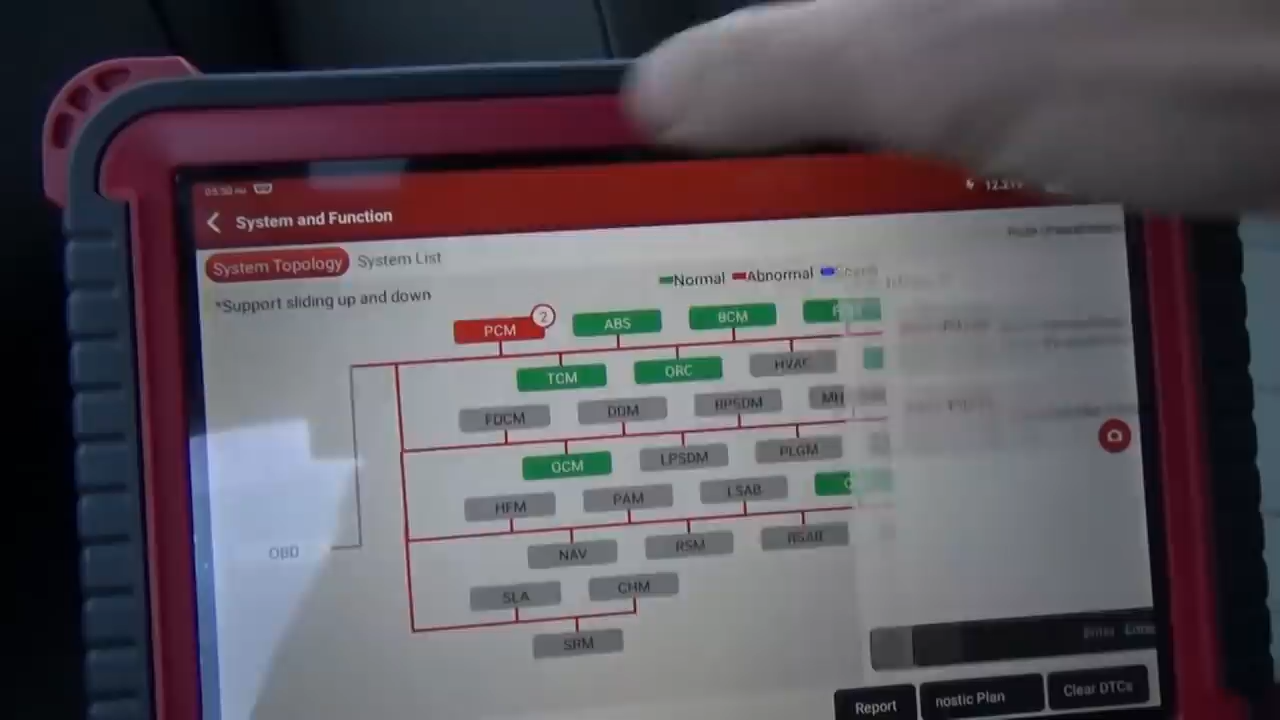 System and Function
System Topology System List
Normal Abnormal
*Support sliding up and down
PCM 2 ABS BCM
TCM ORC HVAC
FDCM DDM RPSDM
OCM LPSDM PLGM
HFM PAM LSAB
OBD
NAV RSM RSAB
SLA CHM
SRM
Report nostic Plan Clear DTCs